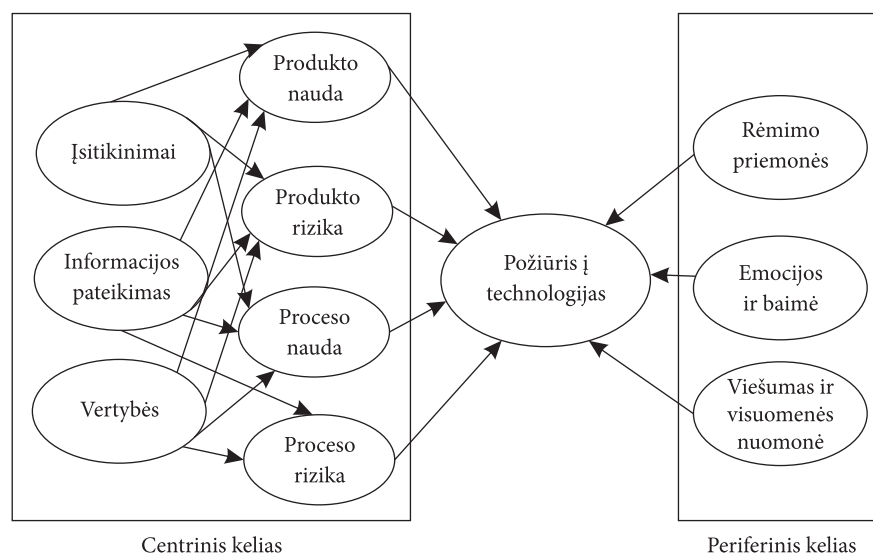 Įsitikinimai
Informacijos
pateikimas
Vertybės
Produkto
nauda
Produkto
rizika
Proceso
nauda
Proceso
rizika
Požiūris į
technologijas
Rėmimo
priemonės
Emocijos
ir baimė
Viešumas ir
visuomenės
nuomonė
Centrinis kelias
Periferinis kelias